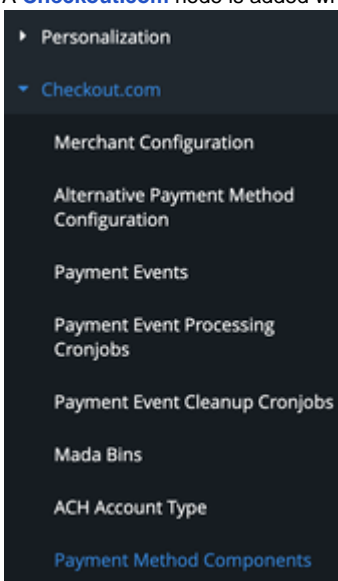 A Checkout.com node is added wi
Personalization
Checkout.com
Merchant Configuration
Alternative Payment Method
Configuration
Payment Events
Payment Event Processing
Cronjobs
Payment Event Cleanup Cronjobs
Mada Bins
ACH Account Type
Payment Method Components